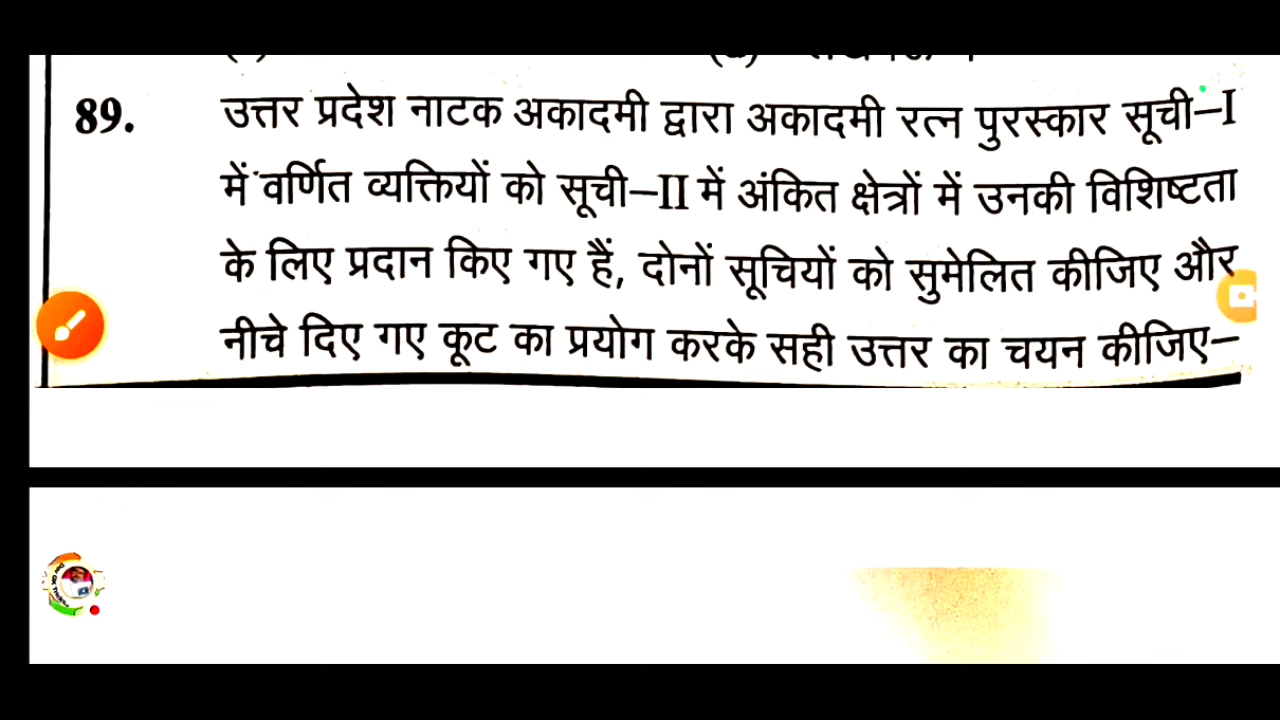 89. उत्तर प्रदेश नाटक अकादमी द्वारा अकादमी रत्न पुरस्कार सूची–I
में वर्णित व्यक्तियों को सूची–II में अंकित क्षेत्रों में उनकी विशिष्टता
के लिए प्रदान किए गए हैं, दोनों सूचियों को सुमेलित कीजिए और
नीचे दिए गए कूट का प्रयोग करके सही उत्तर का चयन कीजिए–